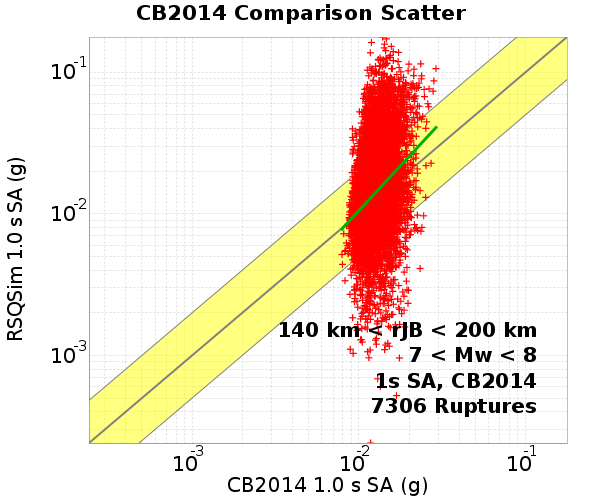 CB2014 Comparison Scatter
RSQSim 1.0 s SA (g)
10⁻¹
10⁻²
10⁻³
140 km < rJB < 200 km
7 < Mw < 8
1s SA, CB2014
7306 Ruptures
10⁻³ 10⁻² 10⁻¹
CB2014 1.0 s SA (g)